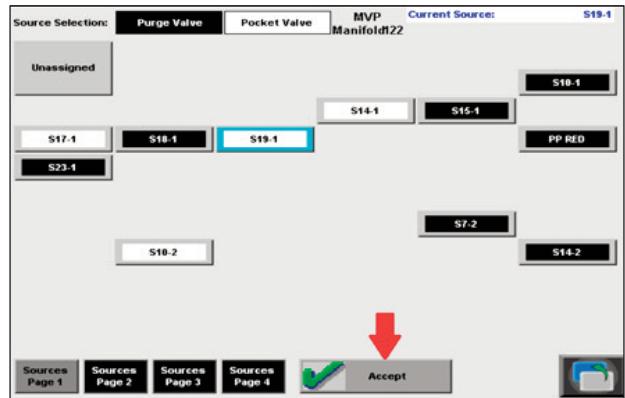 Source Selection:
Purge Valve
Pocket Valve
MVP
Manifold122
Current Source:
S19-1
Unassigned
S10-1
S14-1
S15-1
S17-1
S18-1
S19-1
PP RED
S23-1
S7-2
S10-2
S14-2
Sources
Page 1
Sources
Page 2
Sources
Page 3
Sources
Page 4
Accept